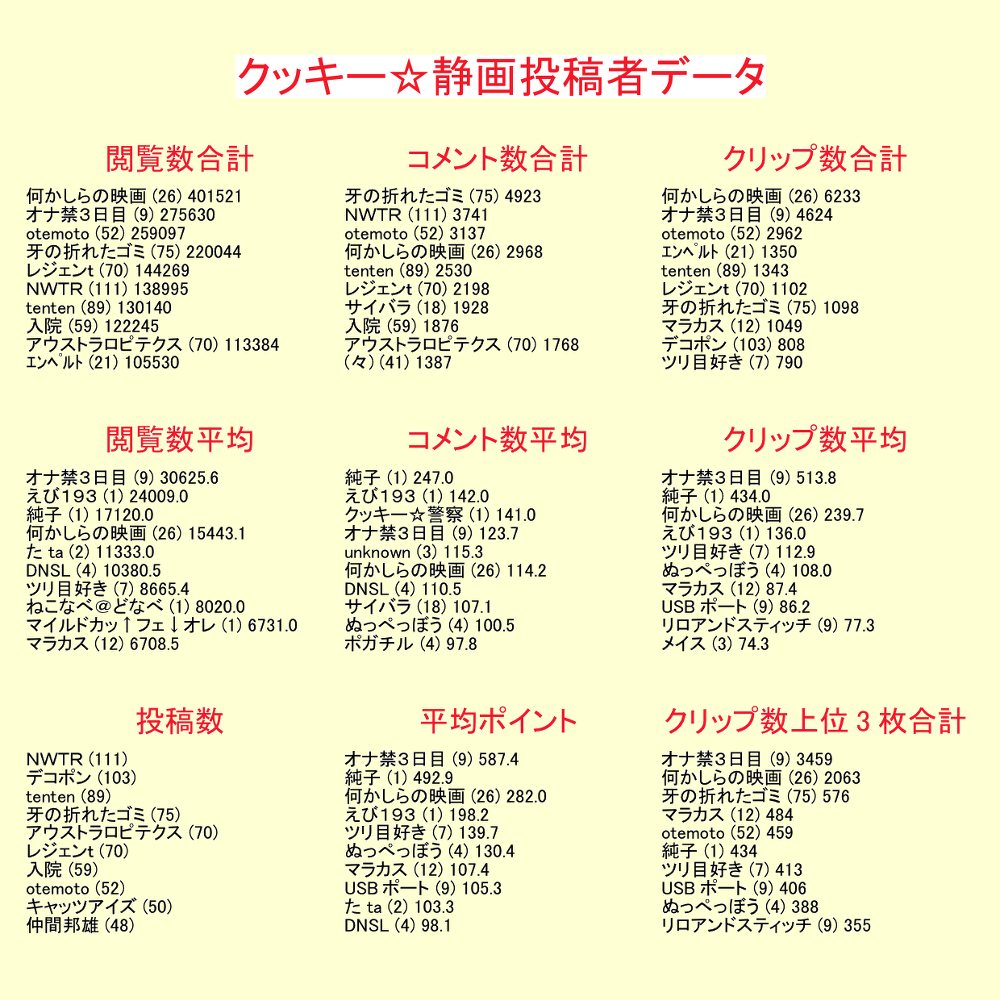 クッキー☆静画投稿者データ
閲覧数合計
何かしらの映画 (26) 401521
オナ禁３日目 (9) 275630
otemoto (52) 259097
牙の折れたゴミ (75) 220044
レジェンt (70) 144269
NWTR (111) 138995
tenten (89) 130140
入院 (59) 122245
アウストラロピテクス (70) 113384
ｴﾝﾍﾟﾙﾄ (21) 105530
コメント数合計
牙の折れたゴミ (75) 4923
NWTR (111) 3741
otemoto (52) 3137
何かしらの映画 (26) 2968
tenten (89) 2530
レジェンt (70) 2198
サイバラ (18) 1928
入院 (59) 1876
アウストラロピテクス (70) 1768
(々) (41) 1387
クリップ数合計
何かしらの映画 (26) 6233
オナ禁３日目 (9) 4624
otemoto (52) 2962
ｴﾝﾍﾟﾙﾄ (21) 1350
tenten (89) 1343
レジェンt (70) 1102
牙の折れたゴミ (75) 1098
マラカス (12) 1049
デコポン (103) 808
ツリ目好き (7) 790
閲覧数平均
オナ禁３日目 (9) 30625.6
えび１９３ (1) 24009.0
純子 (1) 17120.0
何かしらの映画 (26) 15443.1
た ta (2) 11333.0
DNSL (4) 10380.5
ツリ目好き (7) 8665.4
ねこなべ＠どなべ (1) 8020.0
マイルドカッ↑フェ↓オレ (1) 6731.0
マラカス (12) 6708.5
コメント数平均
純子 (1) 247.0
えび１９３ (1) 142.0
クッキー☆警察 (1) 141.0
オナ禁３日目 (9) 123.7
unknown (3) 115.3
何かしらの映画 (26) 114.2
DNSL (4) 110.5
サイバラ (18) 107.1
ぬっぺっぽう (4) 100.5
ポガチル (4) 97.8
クリップ数平均
オナ禁３日目 (9) 513.8
純子 (1) 434.0
何かしらの映画 (26) 239.7
えび１９３ (1) 136.0
ツリ目好き (7) 112.9
ぬっぺっぽう (4) 108.0
マラカス (12) 87.4
USB ポート (9) 86.2
リロアンドスティッチ (9) 77.3
メイス (3) 74.3
投稿数
NWTR (111)
デコポン (103)
tenten (89)
牙の折れたゴミ (75)
アウストラロピテクス (70)
レジェンt (70)
入院 (59)
otemoto (52)
キャッツアイズ (50)
仲間邦雄 (48)
平均ポイント
オナ禁３日目 (9) 587.4
純子 (1) 492.9
何かしらの映画 (26) 282.0
えび１９３ (1) 198.2
ツリ目好き (7) 139.7
ぬっぺっぽう (4) 130.4
マラカス (12) 107.4
USB ポート (9) 105.3
た ta (2) 103.3
DNSL (4) 98.1
クリップ数上位 3 枚合計
オナ禁３日目 (9) 3459
何かしらの映画 (26) 2063
牙の折れたゴミ (75) 576
マラカス (12) 484
otemoto (52) 459
純子 (1) 434
ツリ目好き (7) 413
USB ポート (9) 406
ぬっぺっぽう (4) 388
リロアンドスティッチ (9) 355